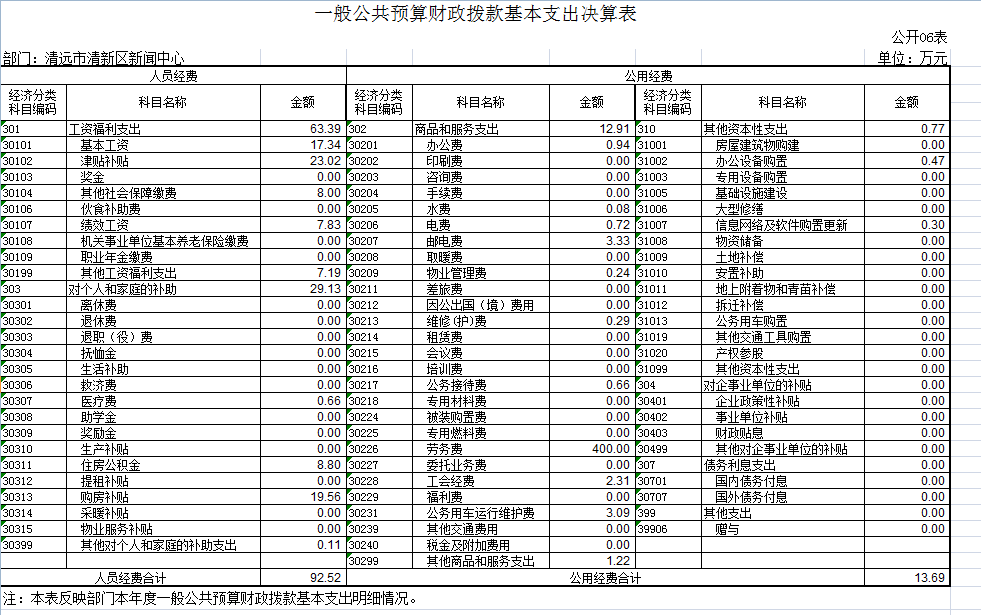 一般公共预算财政拨款基本支出决算表
公开06表
部门：清远市清新区新闻中心 单位：万元
人员经费 公用经费
经济分类科目编码 科目名称 金额 经济分类科目编码 科目名称 金额 经济分类科目编码 科目名称 金额
301 工资福利支出 63.39 302 商品和服务支出 12.91 310 其他资本性支出 0.77
30101 基本工资 17.34 30201 办公费 0.94 31001 房屋建筑物购建 0.00
30102 津贴补贴 23.02 30202 印刷费 0.00 31002 办公设备购置 0.47
30103 奖金 0.00 30203 咨询费 0.00 31003 专用设备购置 0.00
30104 其他社会保障缴费 8.00 30204 手续费 0.00 31005 基础设施建设 0.00
30106 伙食补助费 0.00 30205 水费 0.08 31006 大型修缮 0.00
30107 绩效工资 7.83 30206 电费 0.72 31007 信息网络及软件购置更新 0.30
30108 机关事业单位基本养老保险缴费 0.00 30207 邮电费 3.33 31008 物资储备 0.00
30109 职业年金缴费 0.00 30208 取暖费 0.00 31009 土地补偿 0.00
30199 其他工资福利支出 7.19 30209 物业管理费 0.24 31010 安置补助 0.00
303 对个人和家庭的补助 29.13 30211 差旅费 0.00 31011 地上附着物和青苗补偿 0.00
30301 离休费 0.00 30212 因公出国（境）费用 0.00 31012 拆迁补偿 0.00
30302 退休费 0.00 30213 维修(护)费 0.29 31013 公务用车购置 0.00
30303 退职（役）费 0.00 30214 租赁费 0.00 31019 其他交通工具购置 0.00
30304 抚恤金 0.00 30215 会议费 0.00 31020 产权参股 0.00
30305 生活补助 0.00 30216 培训费 0.00 31099 其他资本性支出 0.00
30306 救济费 0.00 30217 公务接待费 0.66 304 对企事业单位的补贴 0.00
30307 医疗费 0.66 30218 专用材料费 0.00 30401 企业政策性补贴 0.00
30308 助学金 0.00 30224 被装购置费 0.00 30402 事业单位补贴 0.00
30309 奖励金 0.00 30225 专用燃料费 0.00 30403 财政贴息 0.00
30310 生产补贴 0.00 30226 劳务费 400.00 30499 其他对企事业单位的补贴 0.00
30311 住房公积金 8.80 30227 委托业务费 0.00 307 债务利息支出 0.00
30312 提租补贴 0.00 30228 工会经费 2.31 30701 国内债务付息 0.00
30313 购房补贴 19.56 30229 福利费 0.00 30707 国外债务付息 0.00
30314 采暖补贴 0.00 30231 公务用车运行维护费 3.09 399 其他支出 0.00
30315 物业服务补贴 0.00 30239 其他交通费用 0.00 39906 赠与 0.00
30399 其他对个人和家庭的补助支出 0.11 30240 税金及附加费用 0.00
30299 其他商品和服务支出 1.22
人员经费合计 92.52 公用经费合计 13.69
注：本表反映部门本年度一般公共预算财政拨款基本支出明细情况。